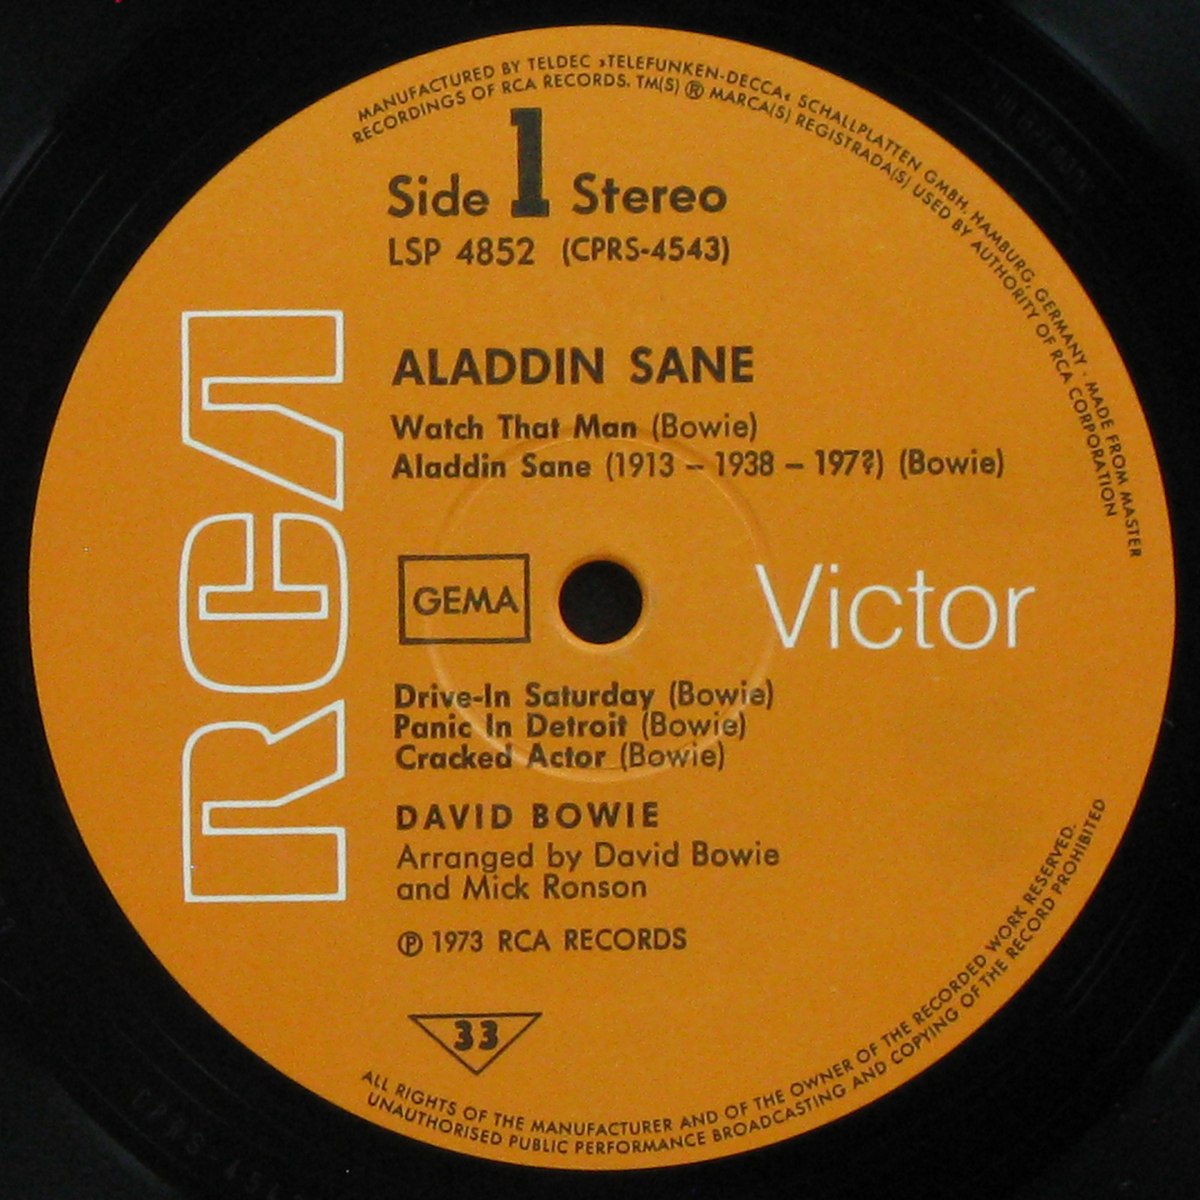 MANUFACTURED BY TELDEC »TELEFUNKEN-DECCA« SCHALLPLATTEN GMBH, HAMBURG, GERMANY · MADE FROM MASTER
RECORDINGS OF RCA RECORDS. TM(S) ® MARCA(S) REGISTRADA(S) USED BY AUTHORITY OF RCA CORPORATION
Side 1 Stereo
LSP 4852 (CPRS-4543)
RCA
ALADDIN SANE
Watch That Man (Bowie)
Aladdin Sane (1913 – 1938 – 197?) (Bowie)
GEMA
Victor
Drive-In Saturday (Bowie)
Panic In Detroit (Bowie)
Cracked Actor (Bowie)
DAVID BOWIE
Arranged by David Bowie
and Mick Ronson
℗ 1973 RCA RECORDS
33
ALL RIGHTS OF THE MANUFACTURER AND OF THE OWNER OF THE RECORDED WORK RESERVED.
UNAUTHORISED PUBLIC PERFORMANCE BROADCASTING AND COPYING OF THE RECORD PROHIBITED